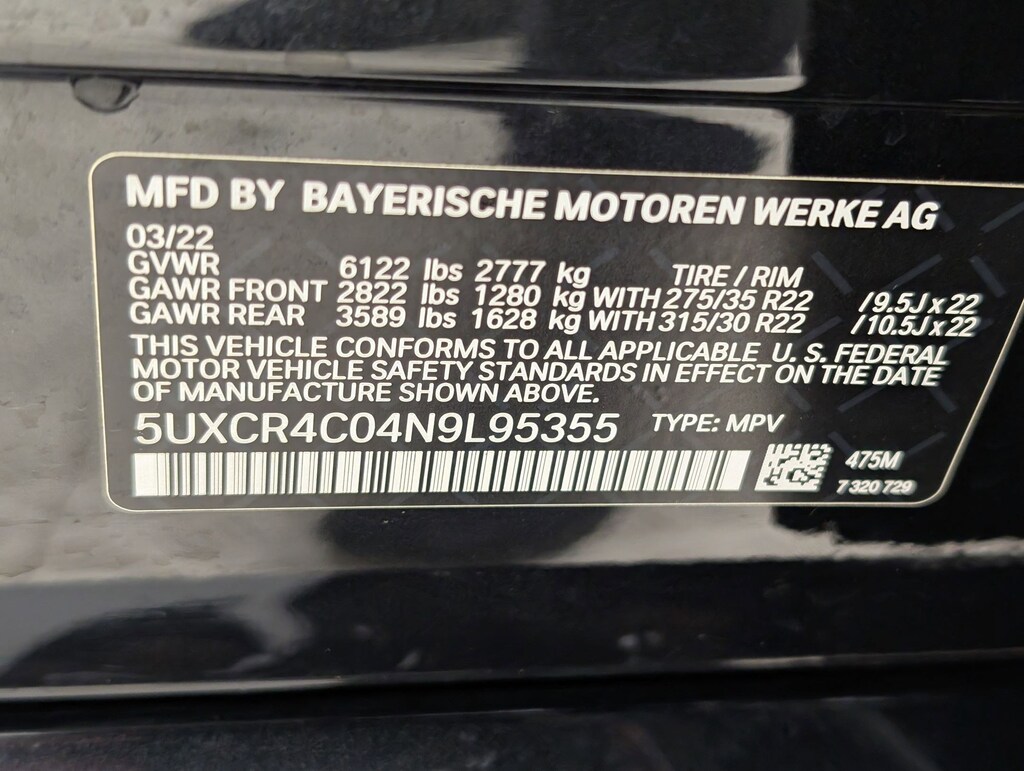 MFD BY BAYERISCHE MOTOREN WERKE AG
03/22
GVWR 6122 lbs 2777 kg TIRE / RIM
GAWR FRONT 2822 lbs 1280 kg WITH 275/35 R22 /9.5J x 22
GAWR REAR 3589 lbs 1628 kg WITH 315/30 R22 /10.5J x 22
THIS VEHICLE CONFORMS TO ALL APPLICABLE U. S. FEDERAL
MOTOR VEHICLE SAFETY STANDARDS IN EFFECT ON THE DATE
OF MANUFACTURE SHOWN ABOVE.
5UXCR4C04N9L95355 TYPE: MPV
475M
7 320 729